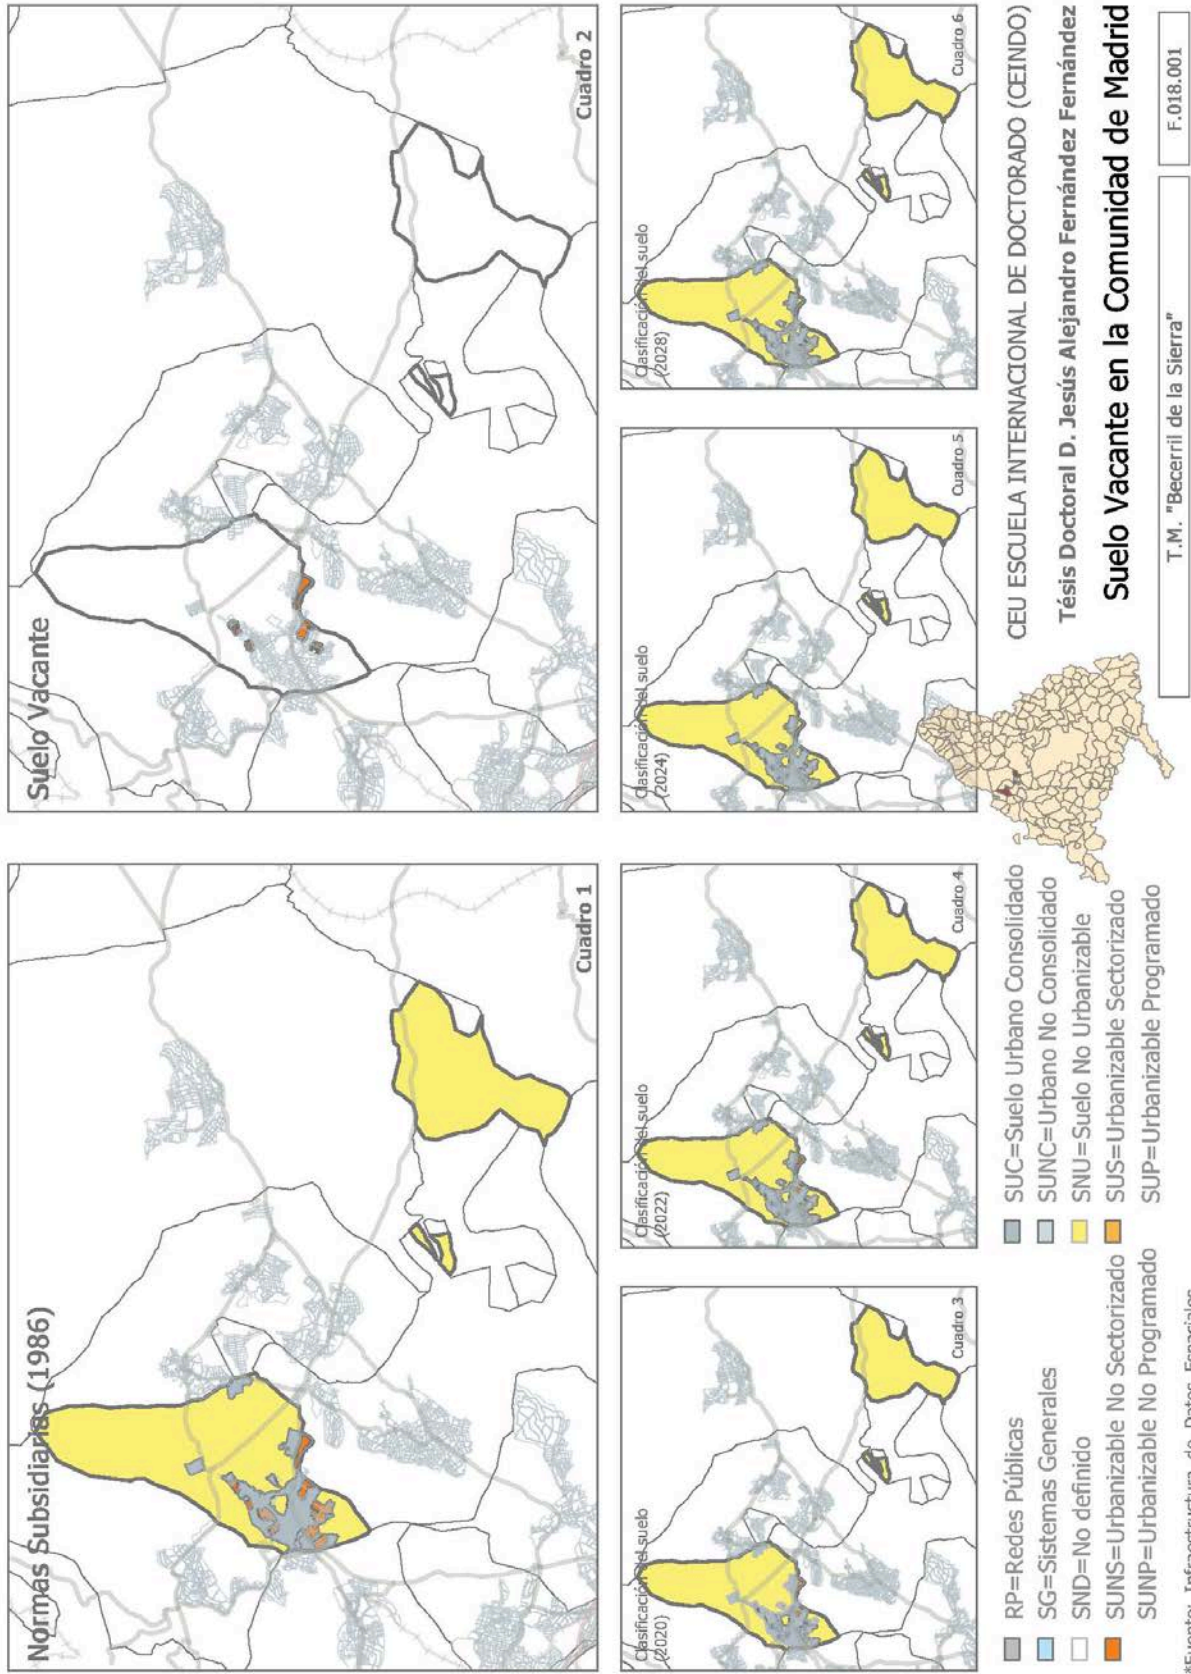 Normas Subsidiarias (1986)
Cuadro 1
Suelo Vacante
Cuadro 2
Clasificación del suelo
(2020)
Cuadro 3
Clasificación del suelo
(2022)
Cuadro 4
Clasificación del suelo
(2024)
Cuadro 5
Clasificación del suelo
(2028)
Cuadro 6
RP=Redes Públicas
SG=Sistemas Generales
SND=No definido
SUNS=Urbanizable No Sectorizado
SUNP=Urbanizable No Programado
SUC=Suelo Urbano Consolidado
SUNC=Urbano No Consolidado
SNU=Suelo No Urbanizable
SUS=Urbanizable Sectorizado
SUP=Urbanizable Programado
CEU ESCUELA INTERNACIONAL DE DOCTORADO (CEINDO)
Tésis Doctoral D. Jesús Alejandro Fernández Fernández
Suelo Vacante en la Comunidad de Madrid
T.M. "Becerril de la Sierra"
F.018.001